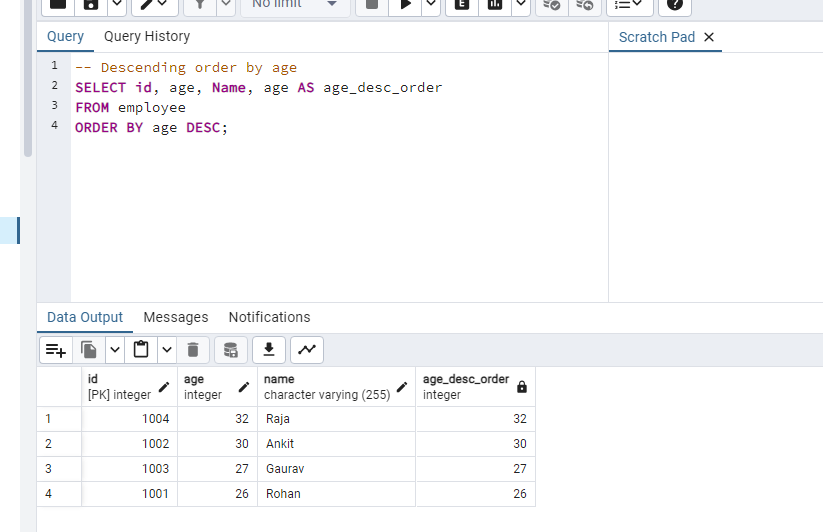 No limit
E
Query Query History
Scratch Pad
1 -- Descending order by age
2 SELECT id, age, Name, age AS age_desc_order
3 FROM employee
4 ORDER BY age DESC;
Data Output Messages Notifications
id age name age_desc_order
[PK] integer integer character varying (255) integer
1 1004 32 Raja 32
2 1002 30 Ankit 30
3 1003 27 Gaurav 27
4 1001 26 Rohan 26